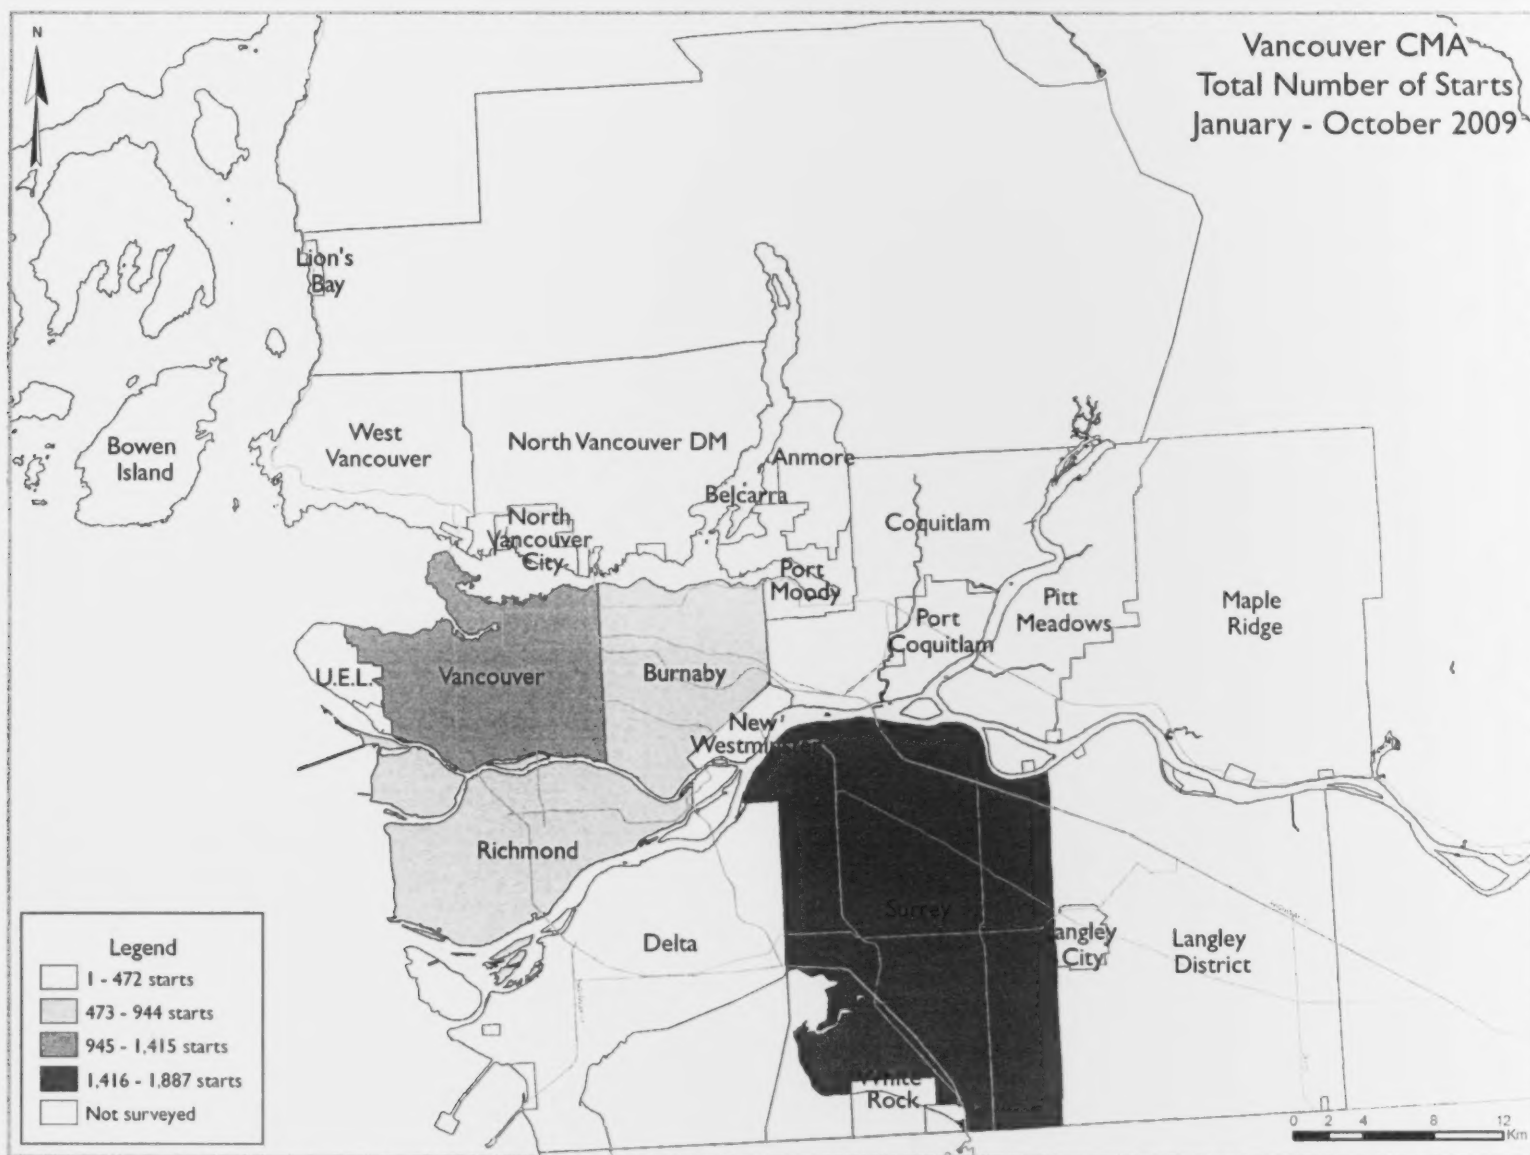 N
Vancouver CMA
Total Number of Starts
January - October 2009
Lion's
Bay
Bowen
Island
West
Vancouver
North Vancouver DM
Anmore
Belcarra
North
Vancouver
City
Coquitlam
Port
Moody
Port
Coquitlam
Pitt
Meadows
Maple
Ridge
U.E.L.
Vancouver
Burnaby
New
Westminster
Richmond
Delta
Surrey
Langley
City
Langley
District
White
Rock
Legend
1 - 472 starts
473 - 944 starts
945 - 1,415 starts
1,416 - 1,887 starts
Not surveyed
0 2 4 8 12
Km